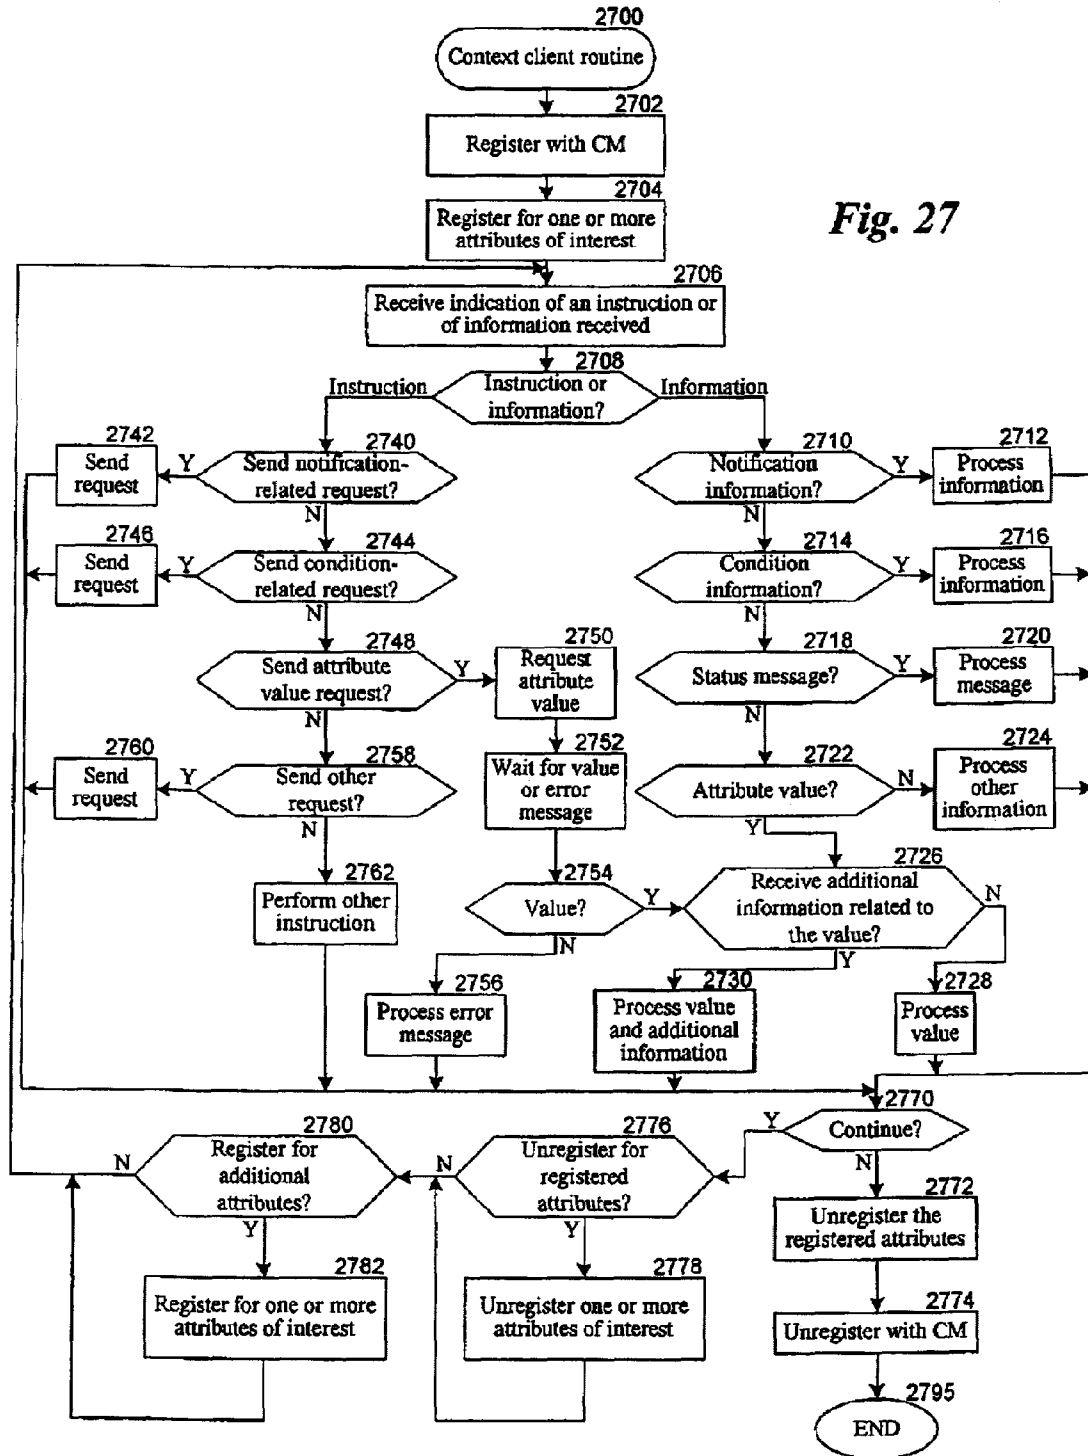 2700
Context client routine
2702
Register with CM
2704
Register for one or more
attributes of interest
Fig. 27
2706
Receive indication of an instruction or
of information received
2708
Instruction or
information?
Instruction
Information
2742
Send
request
Y
2740
Send notification-
related request?
N
2710
Notification
information?
Y
N
2712
Process
information
2746
Send
request
Y
2744
Send condition-
related request?
N
2714
Condition
information?
Y
N
2716
Process
information
2748
Send attribute
value request?
Y
N
2750
Request
attribute
value
2718
Status message?
Y
N
2720
Process
message
2760
Send
request
Y
2758
Send other
request?
N
2752
Wait for value
or error
message
2722
Attribute value?
N
Y
2724
Process
other
information
2762
Perform other
instruction
2754
Value?
Y
N
2726
Receive additional
information related to
the value?
N
Y
2756
Process error
message
2730
Process value
and additional
information
2728
Process
value
2770
Continue?
Y
N
2776
Unregister for
registered
attributes?
N
Y
2780
Register for
additional
attributes?
N
Y
2772
Unregister the
registered attributes
2782
Register for one or more
attributes of interest
2778
Unregister one or more
attributes of interest
2774
Unregister with CM
2795
END